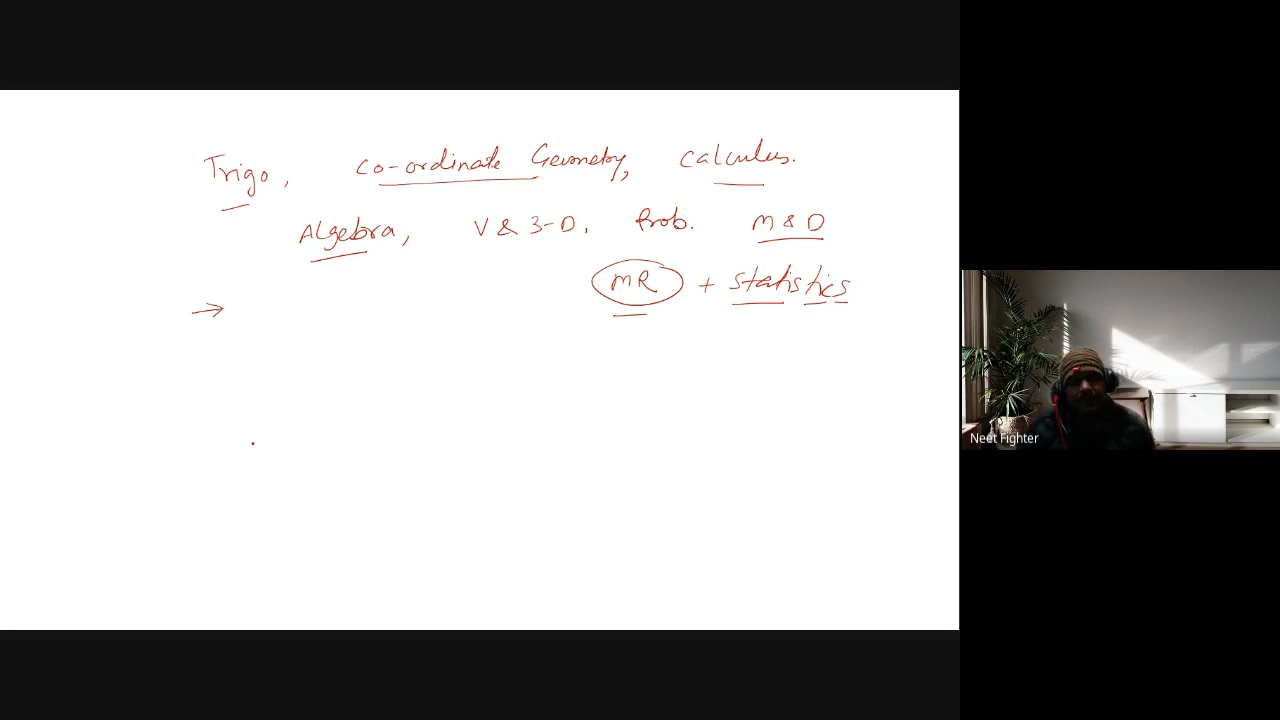 Trigo, Co-ordinate Geometry, Calculus.
Algebra, V & 3-D, Prob. M & D
MR + Statistics
→
Neet Fighter